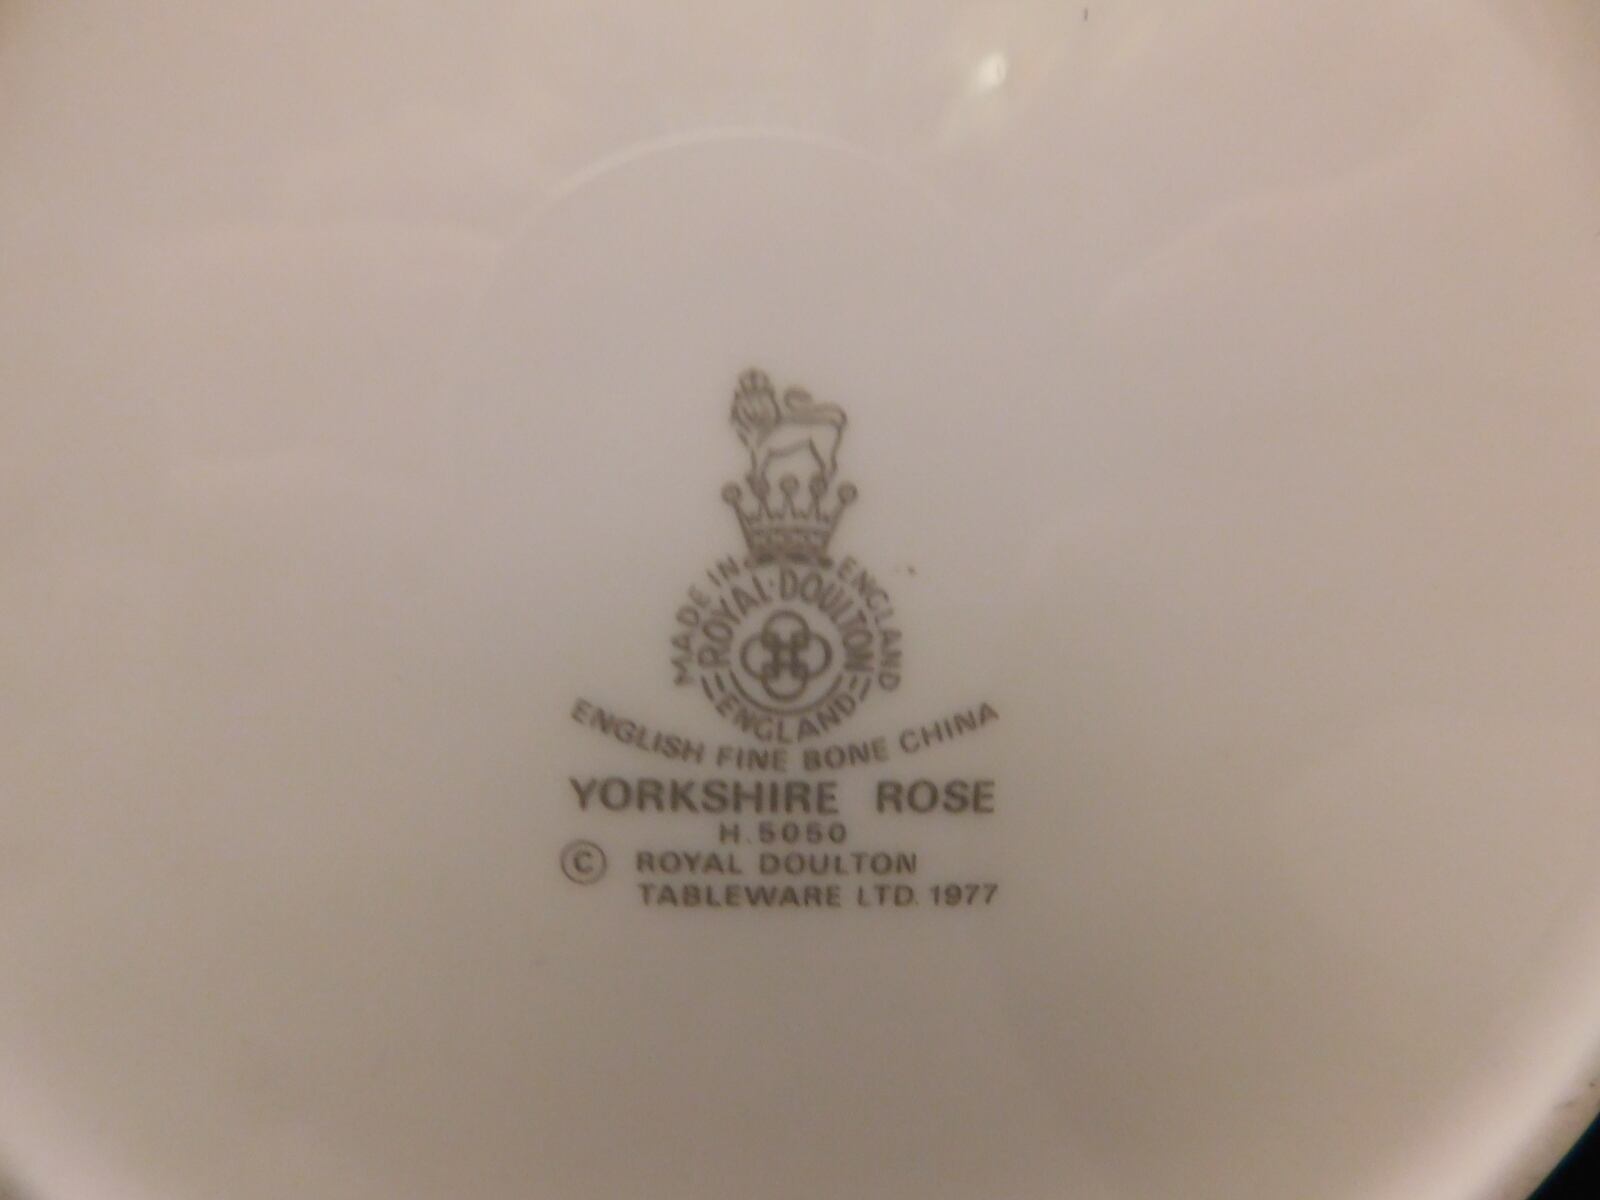 MADE IN ENGLAND
ROYAL · DOULTON
ENGLAND
ENGLISH FINE BONE CHINA
YORKSHIRE ROSE
H.5050
© ROYAL DOULTON
TABLEWARE LTD. 1977